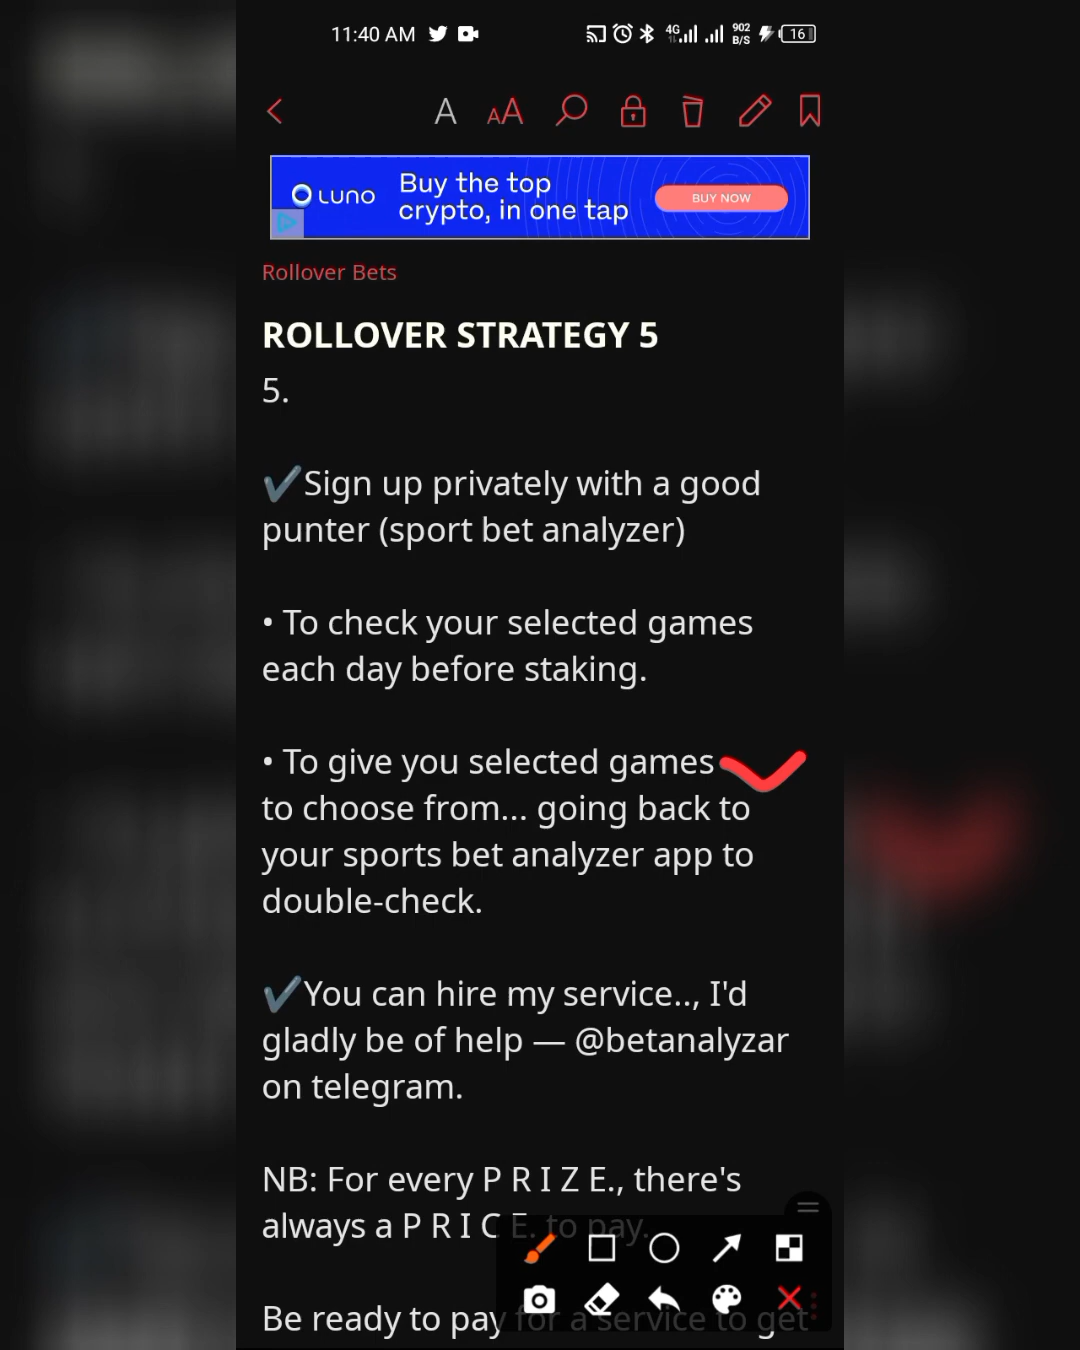 11:40 AM
4G
902
B/S
16
A
AA
LUNO
Buy the top
crypto, in one tap
BUY NOW
Rollover Bets
ROLLOVER STRATEGY 5
5.
✔Sign up privately with a good
punter (sport bet analyzer)
• To check your selected games
each day before staking.
• To give you selected games
to choose from... going back to
your sports bet analyzer app to
double-check.
✔You can hire my service.., I'd
gladly be of help — @betanalyzar
on telegram.
NB: For every P R I Z E., there's
always a P R I C E. to pay.
Be ready to pay for a service to get